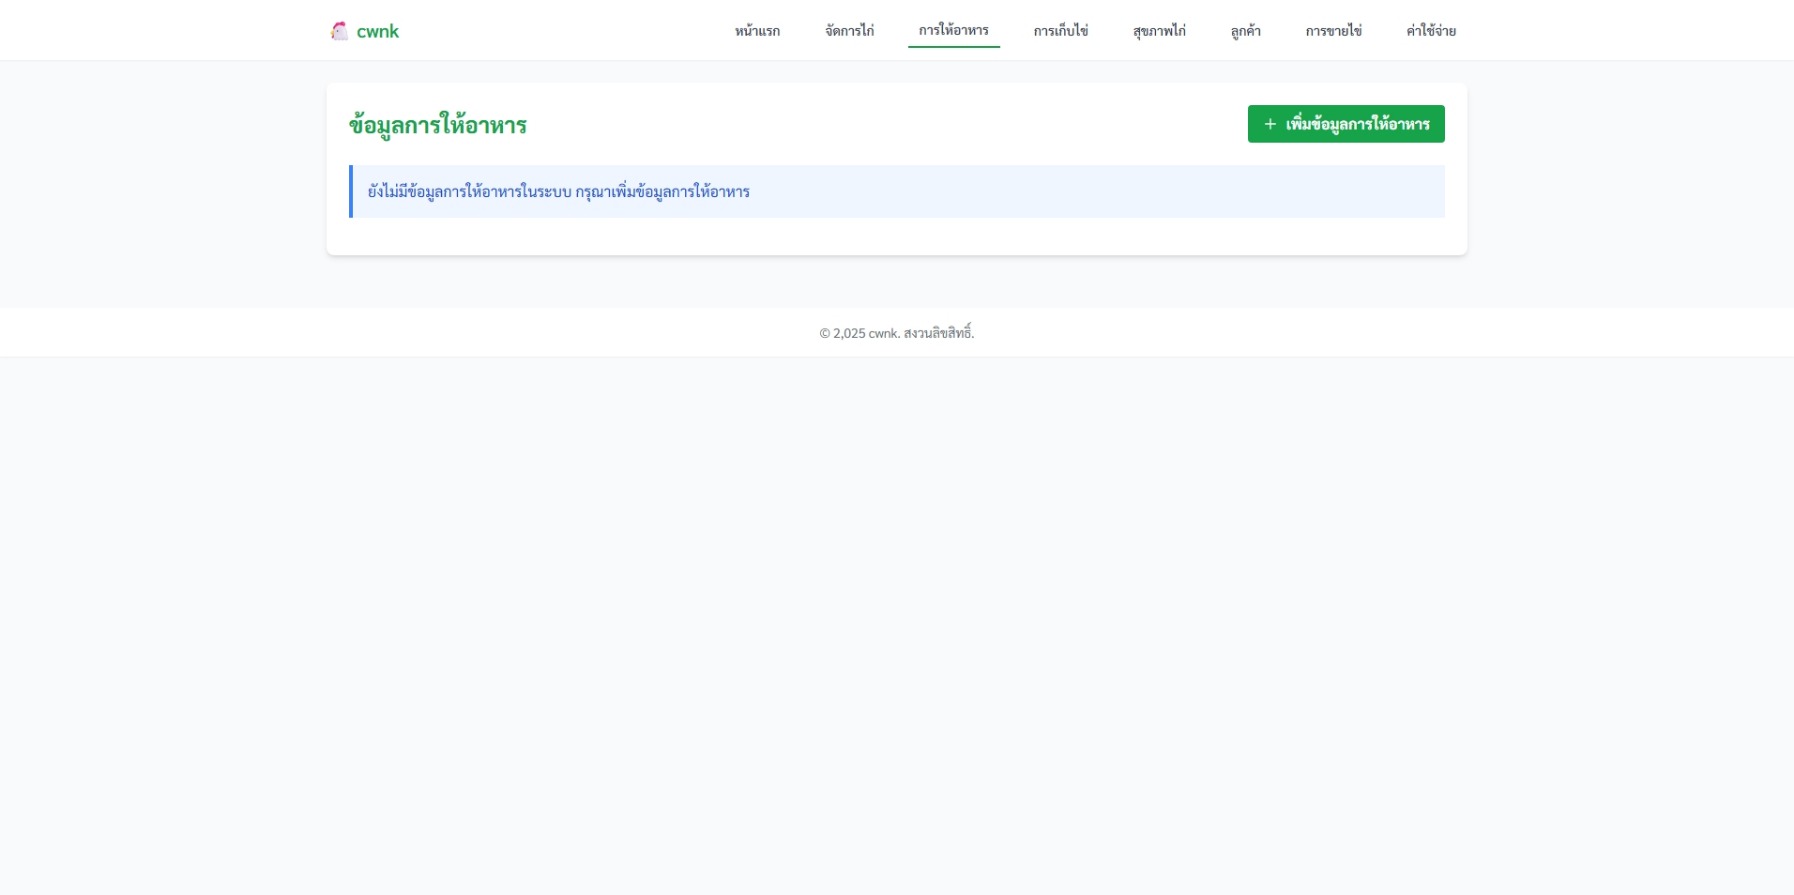 cwnk
หน้าแรก
จัดการไก่
การให้อาหาร
การเก็บไข่
สุขภาพไก่
ลูกค้า
การขายไข่
ค่าใช้จ่าย
ข้อมูลการให้อาหาร
+ เพิ่มข้อมูลการให้อาหาร
ยังไม่มีข้อมูลการให้อาหารในระบบ กรุณาเพิ่มข้อมูลการให้อาหาร
© 2,025 cwnk. สงวนลิขสิทธิ์.